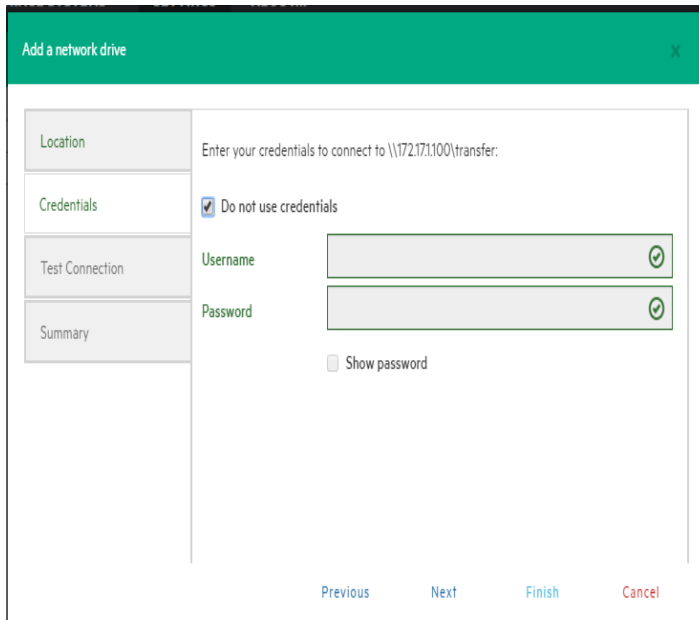 Add a network drive
x
Location
Credentials
Test Connection
Summary
Enter your credentials to connect to \\172.17.1.100\transfer:
Do not use credentials
Username
Password
Show password
Previous Next Finish Cancel